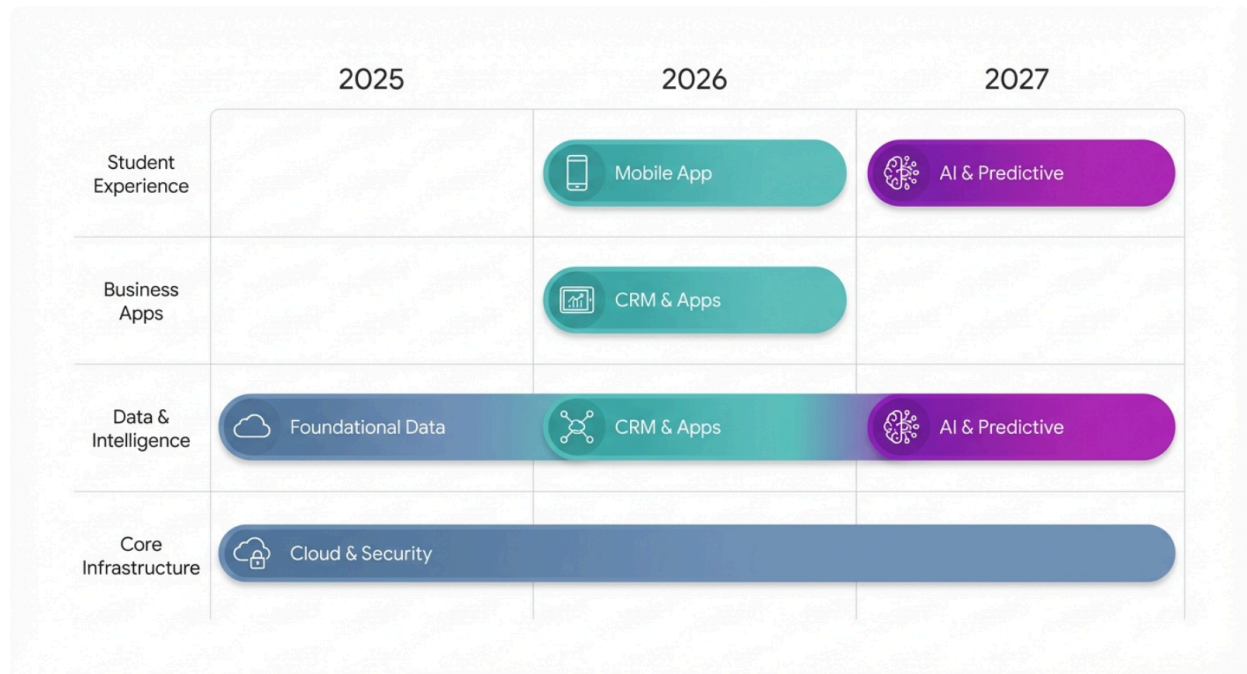 2025
2026
2027
Student
Experience
Mobile App
AI & Predictive
Business
Apps
CRM & Apps
Data &
Intelligence
Foundational Data
CRM & Apps
AI & Predictive
Core
Infrastructure
Cloud & Security